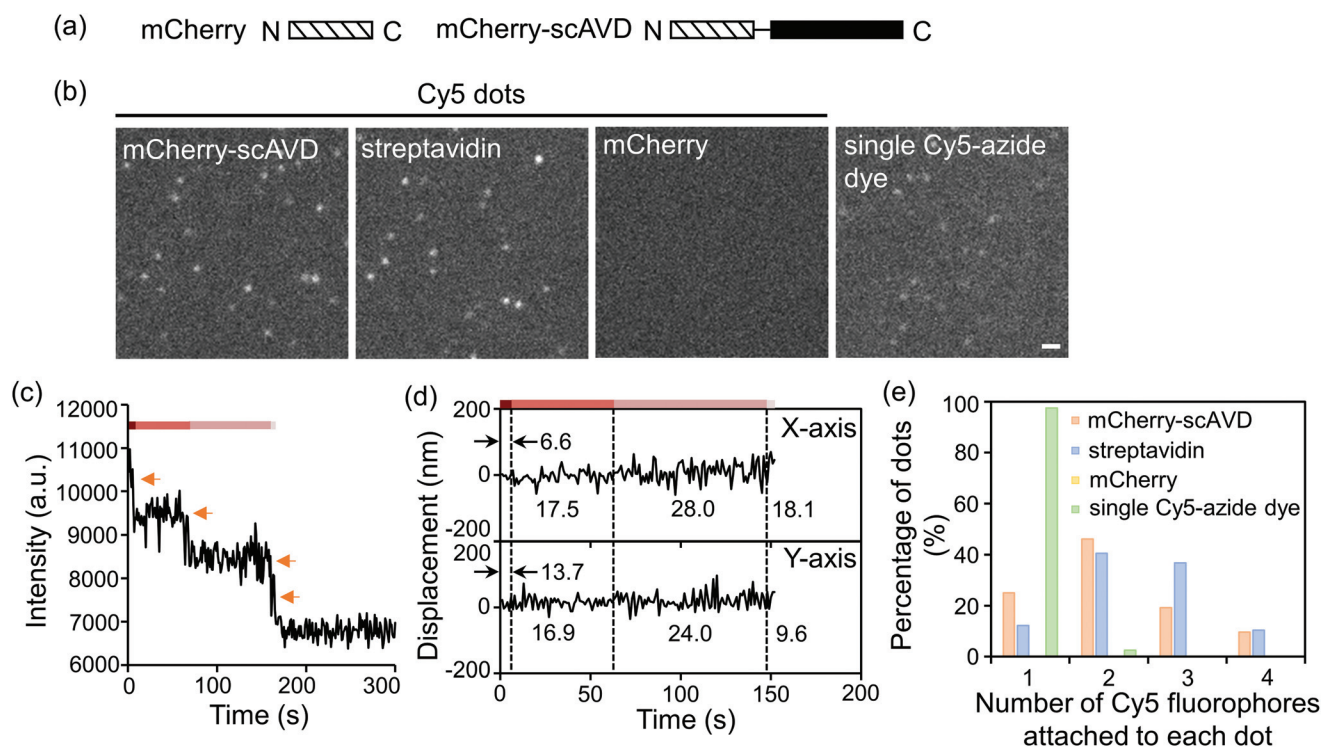 (a) mCherry N C mCherry-scAVD N C
(b) Cy5 dots
mCherry-scAVD streptavidin mCherry single Cy5-azide
dye
(c)
12000
11000
10000
9000
8000
7000
6000
Intensity (a.u.)
0 100 200 300
Time (s)
(d)
200
0
-200
200
0
-200
Displacement (nm)
X-axis
6.6
17.5 28.0 18.1
Y-axis
13.7
16.9 24.0 9.6
0 50 100 150 200
Time (s)
(e)
100
80
60
40
20
0
Percentage of dots
(%)
mCherry-scAVD
streptavidin
mCherry
single Cy5-azide dye
1 2 3 4
Number of Cy5 fluorophores
attached to each dot